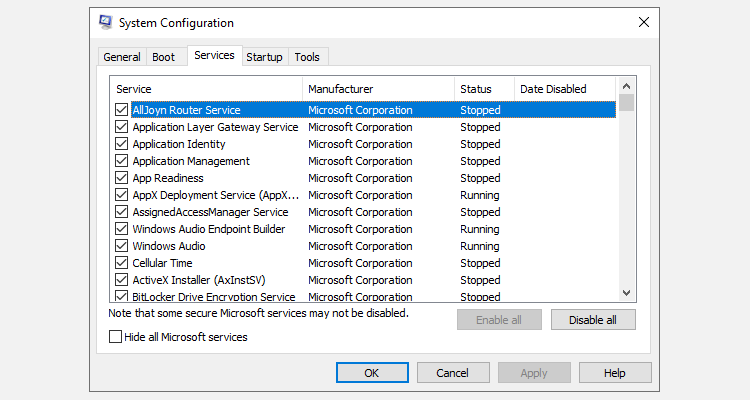 System Configuration
General Boot Services Startup Tools
Service Manufacturer Status Date Disabled
AllJoyn Router Service Microsoft Corporation Stopped
Application Layer Gateway Service Microsoft Corporation Stopped
Application Identity Microsoft Corporation Stopped
Application Management Microsoft Corporation Stopped
App Readiness Microsoft Corporation Stopped
AppX Deployment Service (AppX... Microsoft Corporation Running
AssignedAccessManager Service Microsoft Corporation Stopped
Windows Audio Endpoint Builder Microsoft Corporation Running
Windows Audio Microsoft Corporation Running
Cellular Time Microsoft Corporation Stopped
ActiveX Installer (AxInstSV) Microsoft Corporation Stopped
BitLocker Drive Encryption Service Microsoft Corporation Stopped
Note that some secure Microsoft services may not be disabled.
Enable all Disable all
Hide all Microsoft services
OK Cancel Apply Help